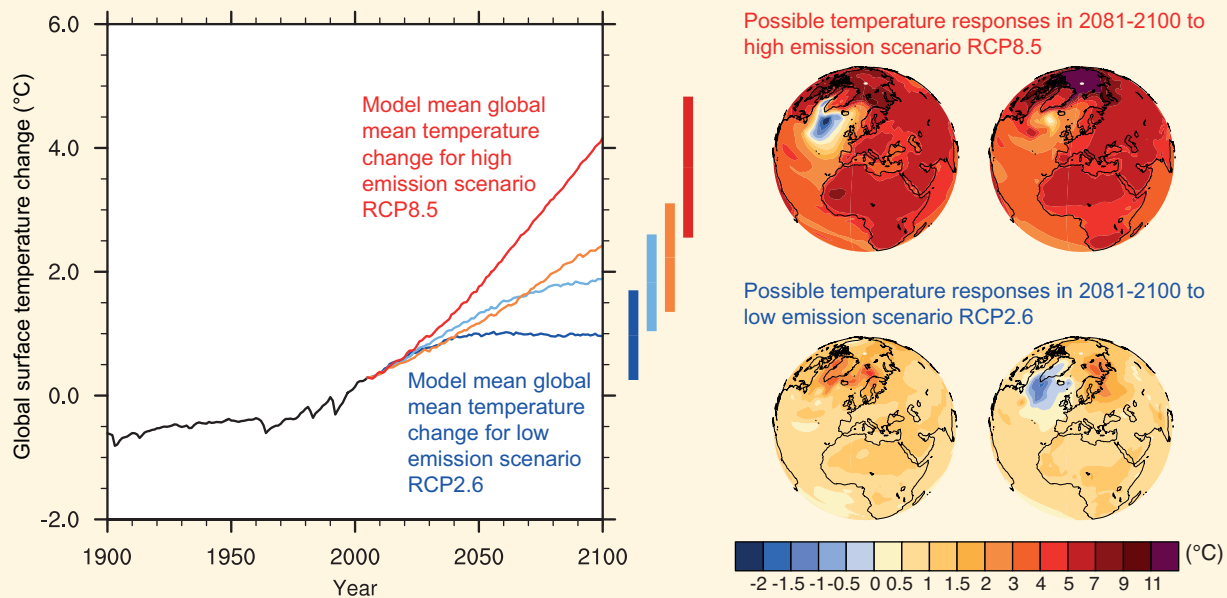 6.0
4.0
2.0
0.0
-2.0
Global surface temperature change (°C)
1900
1950
2000
2050
2100
Year
Model mean global
mean temperature
change for high
emission scenario
RCP8.5
Model mean global
mean temperature
change for low
emission scenario
RCP2.6
Possible temperature responses in 2081-2100 to
high emission scenario RCP8.5
Possible temperature responses in 2081-2100 to
low emission scenario RCP2.6
-2 -1.5 -1 -0.5 0 0.5 1 1.5 2 3 4 5 7 9 11 (°C)